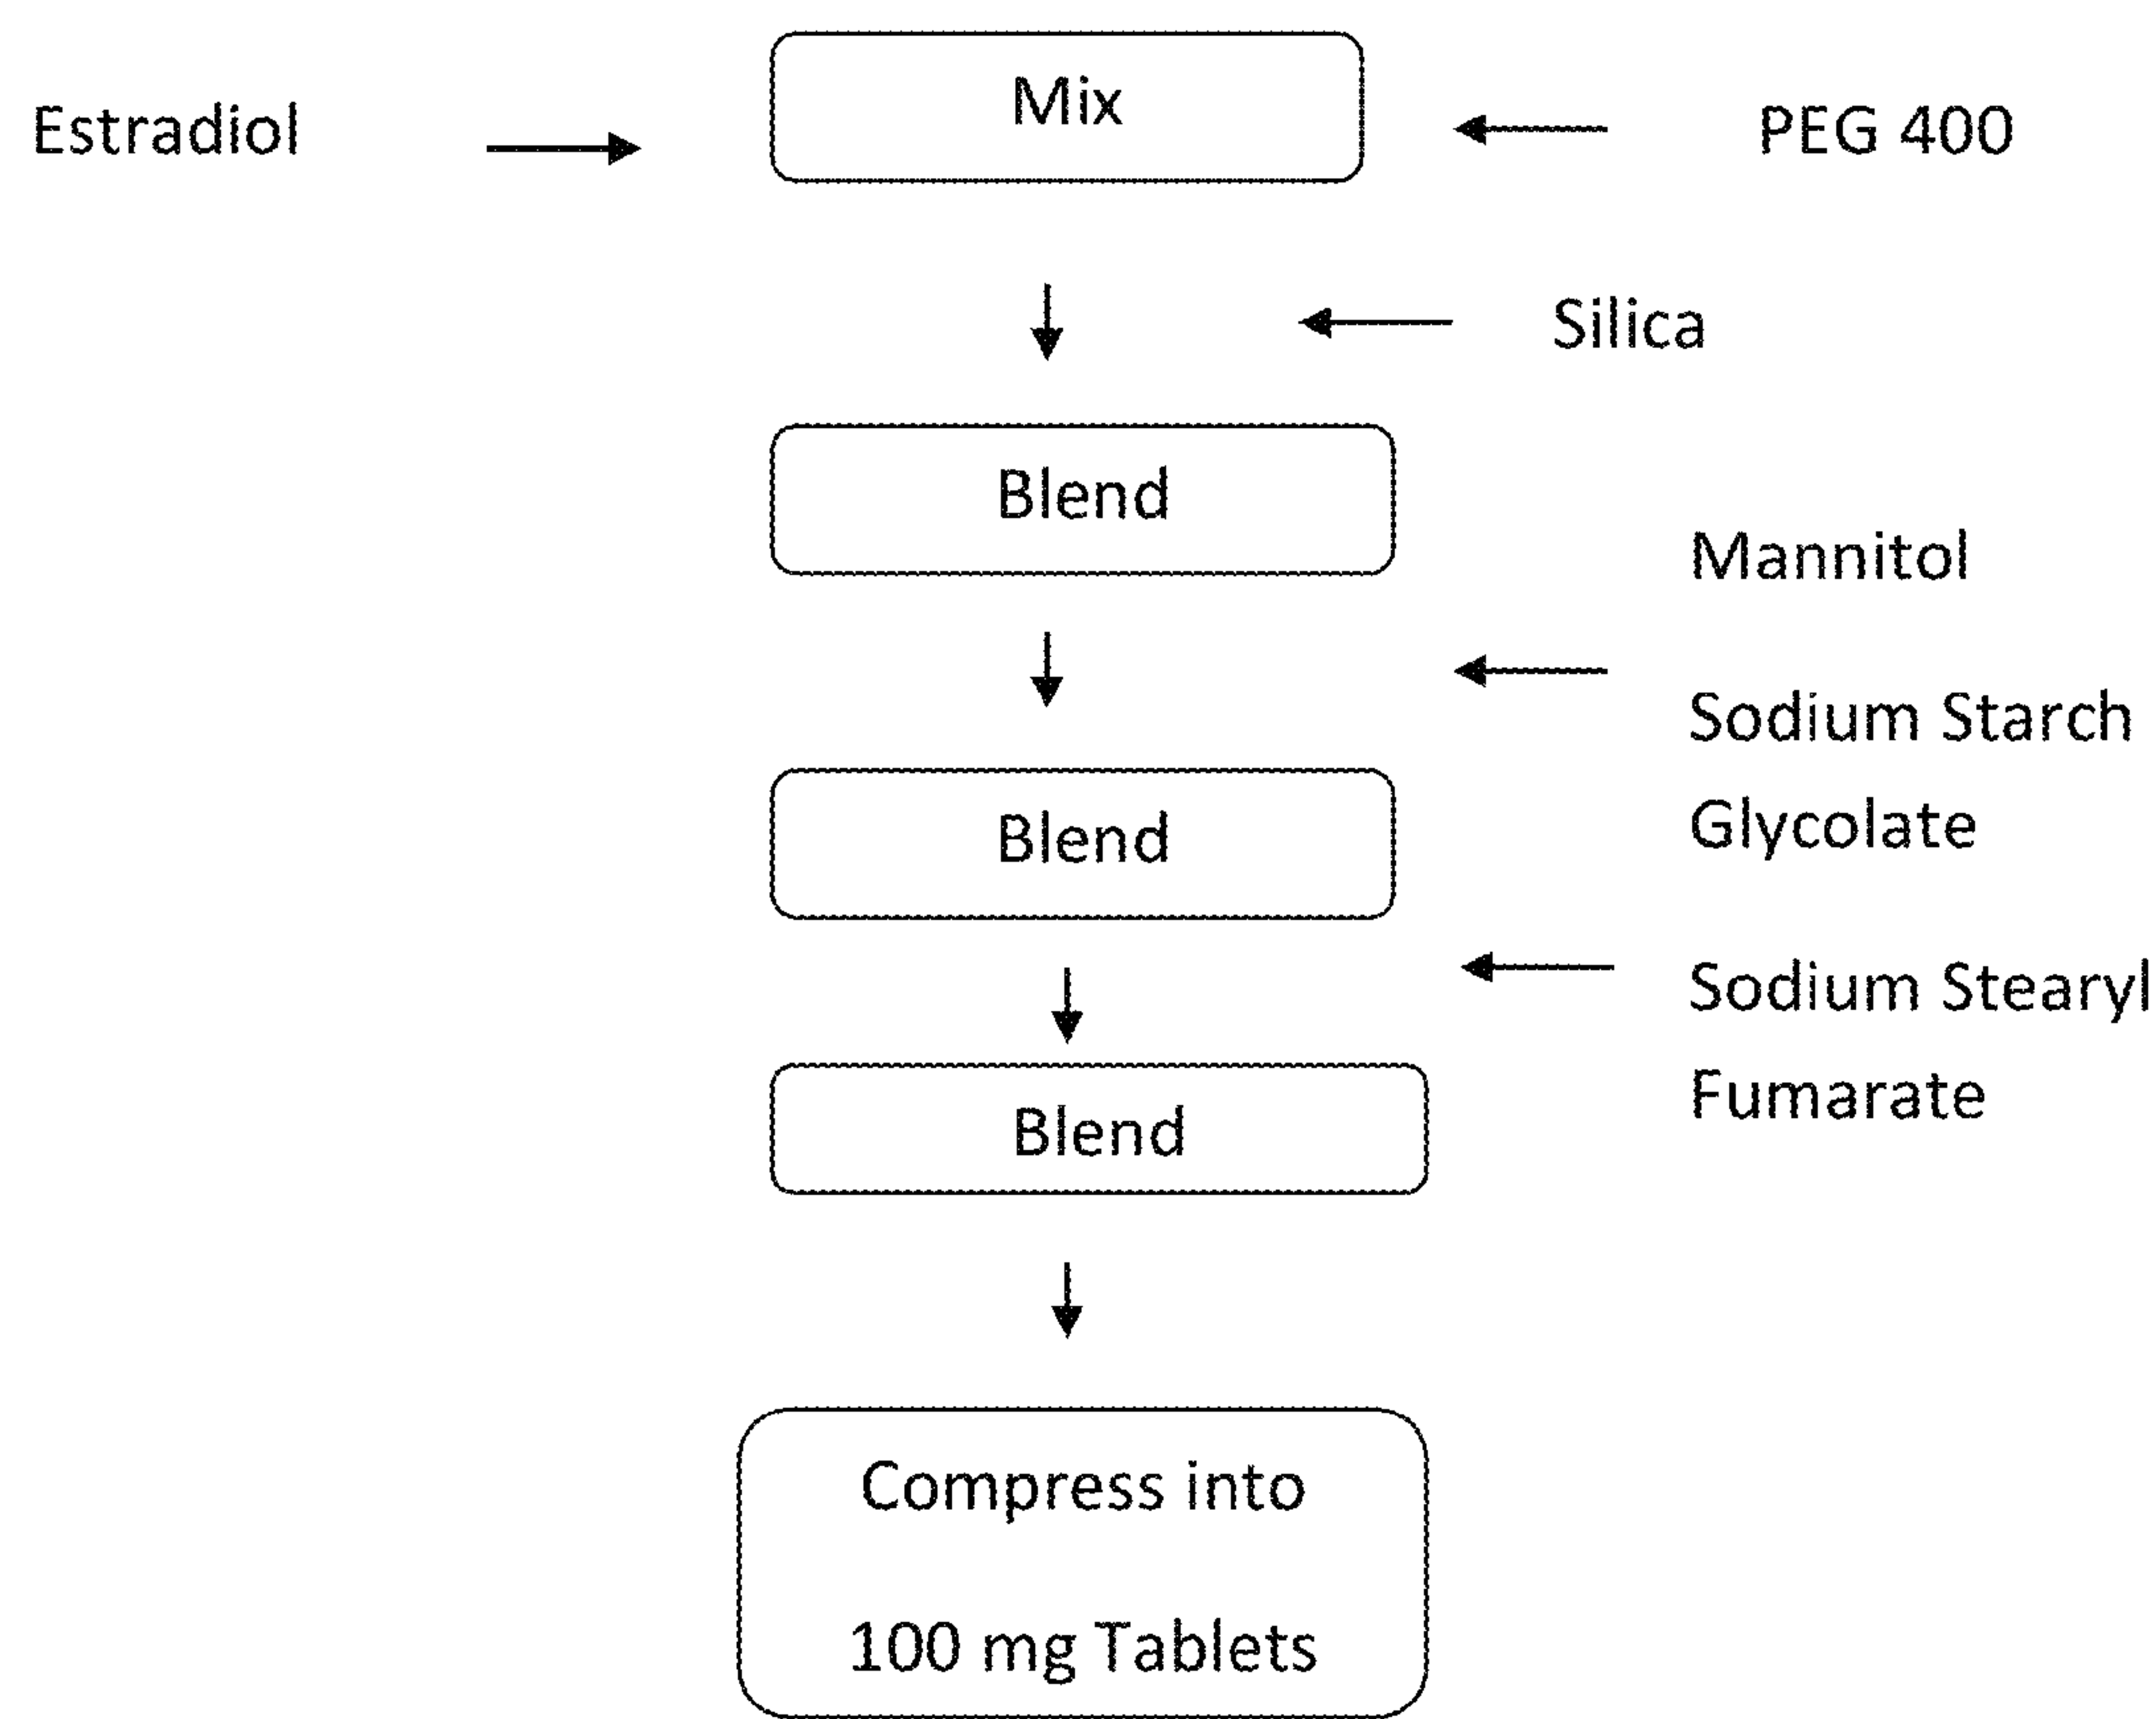 Mix
Estradiol
PEG 400
Silica
Blend
Mannitol
Sodium Starch
Glycolate
Blend
Sodium Stearyl
Fumarate
Blend
Compress into
100 mg Tablets